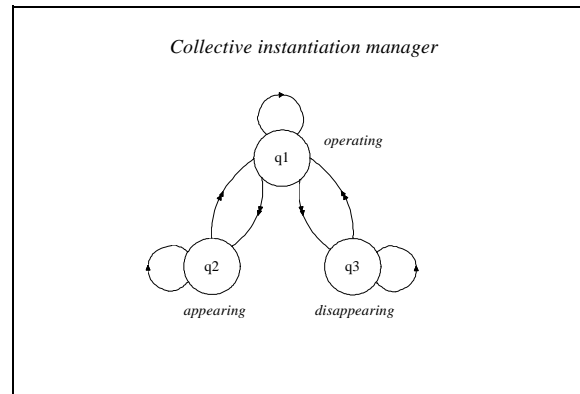 Collective instantiation manager
q1
operating
q2
q3
appearing
disappearing